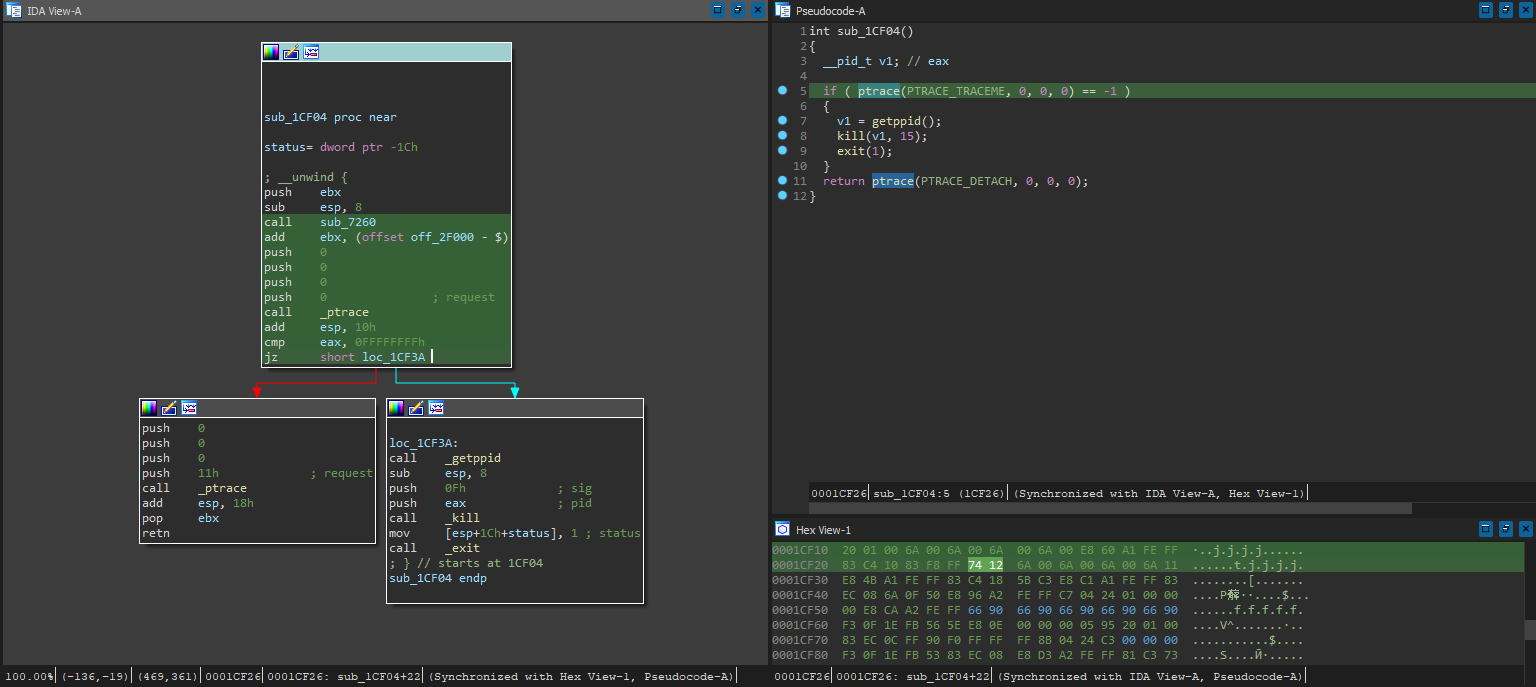 IDA View-A
sub_1CF04 proc near
status= dword ptr -1Ch
; __unwind {
push ebx
sub esp, 8
call sub_7260
add ebx, (offset off_2F000 - $)
push 0
push 0
push 0
push 0 ; request
call _ptrace
add esp, 10h
cmp eax, 0FFFFFFFFh
jz short loc_1CF3A
push 0
push 0
push 0
push 11h ; request
call _ptrace
add esp, 18h
pop ebx
retn
loc_1CF3A:
call _getppid
sub esp, 8
push 0Fh ; sig
push eax ; pid
call _kill
mov [esp+1Ch+status], 1 ; status
call _exit
; } // starts at 1CF04
sub_1CF04 endp
100.00% (-136,-19) (469,361) 0001CF26 0001CF26: sub_1CF04+22 (Synchronized with Hex View-1, Pseudocode-A)
Pseudocode-A
1 int sub_1CF04()
2 {
3 __pid_t v1; // eax
4
5 if ( ptrace(PTRACE_TRACEME, 0, 0, 0) == -1 )
6 {
7 v1 = getppid();
8 kill(v1, 15);
9 exit(1);
10 }
11 return ptrace(PTRACE_DETACH, 0, 0, 0);
12 }
0001CF26 sub_1CF04:5 (1CF26) (Synchronized with IDA View-A, Hex View-1)
Hex View-1
0001CF10 20 01 00 6A 00 6A 00 6A 00 6A 00 E8 60 A1 FE FF ·..j.j.j.j......
0001CF20 83 C4 10 83 F8 FF 74 12 6A 00 6A 00 6A 00 6A 11 ......t.j.j.j.j.
0001CF30 E8 4B A1 FE FF 83 C4 18 5B C3 E8 C1 A1 FE FF 83 ........[.......
0001CF40 EC 08 6A 0F 50 E8 96 A2 FE FF C7 04 24 01 00 00
0001CF50 00 E8 CA A2 FE FF 66 90 66 90 66 90 66 90 66 90 ......f.f.f.f.f.
0001CF60 F3 0F 1E FB 56 5E E8 0E 00 00 00 05 95 20 01 00 ....V^.......·..
0001CF70 83 EC 0C FF 90 F0 FF FF FF 8B 04 24 C3 00 00 00 ...........$....
0001CF80 F3 0F 1E FB 53 83 EC 08 E8 D3 A2 FE FF 81 C3 73
0001CF26 0001CF26: sub_1CF04+22 (Synchronized with IDA View-A, Pseudocode-A)